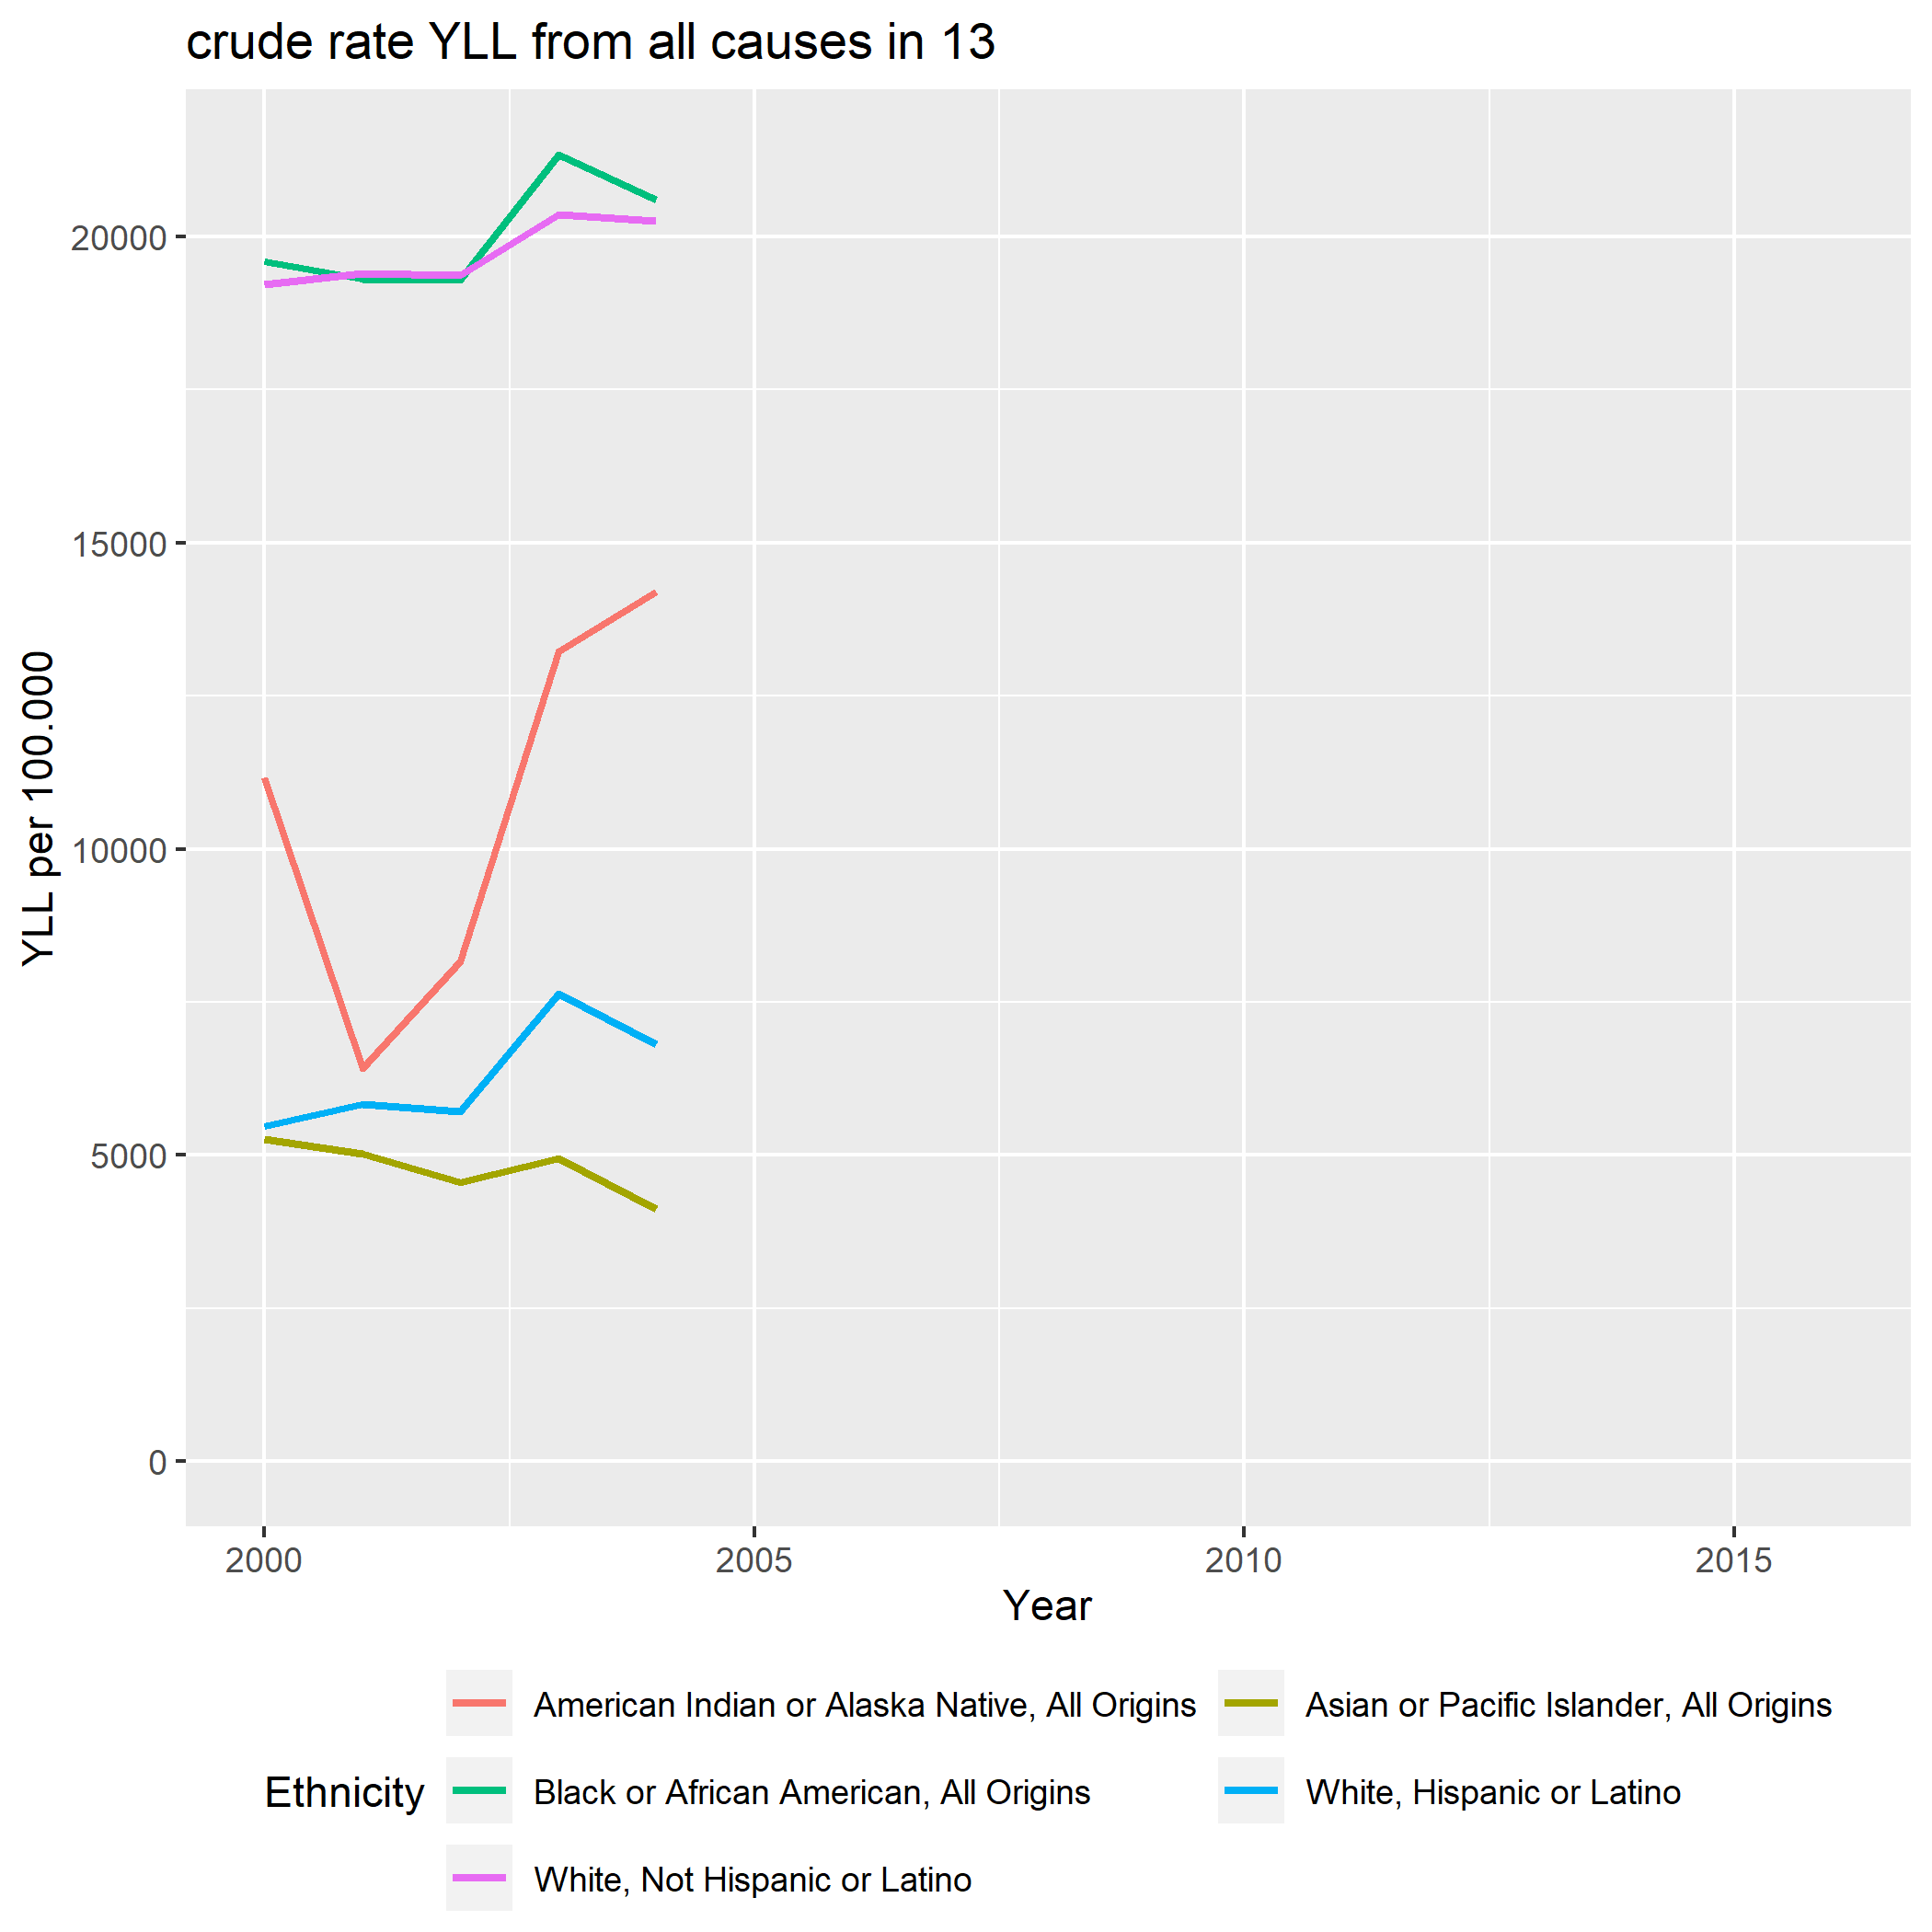 crude rate YLL from all causes in 13
YLL per 100.000
20000
15000
10000
5000
0
2000 2005 2010 2015
Year
Ethnicity
American Indian or Alaska Native, All Origins
Asian or Pacific Islander, All Origins
Black or African American, All Origins
White, Hispanic or Latino
White, Not Hispanic or Latino